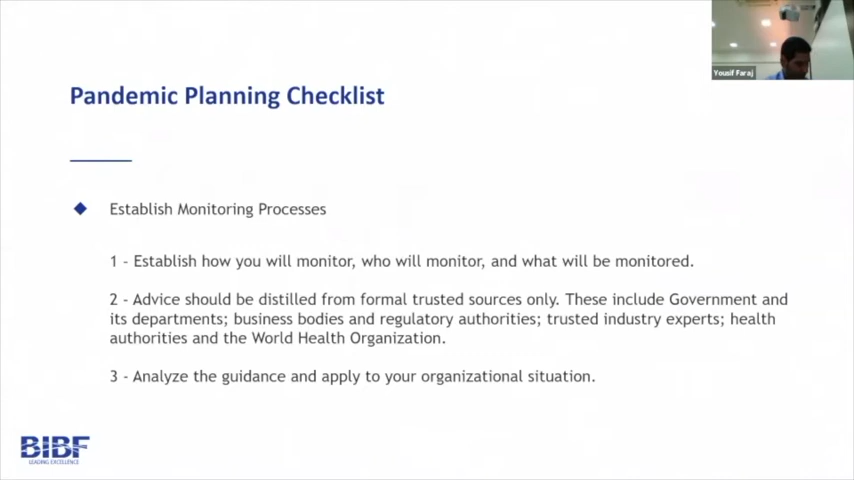 Yousif Faraj
Pandemic Planning Checklist
Establish Monitoring Processes
1 - Establish how you will monitor, who will monitor, and what will be monitored.
2 - Advice should be distilled from formal trusted sources only. These include Government and
its departments; business bodies and regulatory authorities; trusted industry experts; health
authorities and the World Health Organization.
3 - Analyze the guidance and apply to your organizational situation.
BIBF
LEADING EXCELLENCE